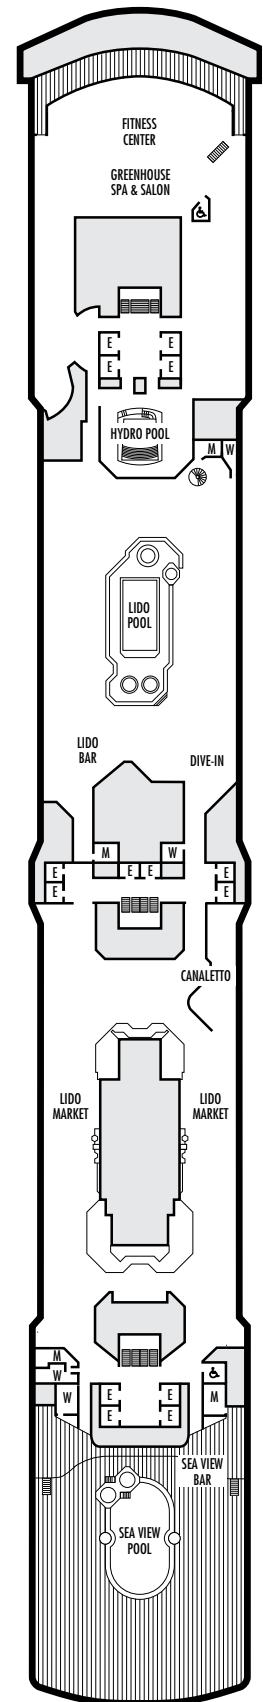 FITNESS
CENTER
GREENHOUSE
SPA & SALON
E E
E E
HYDRO POOL
M W
LIDO
POOL
LIDO
BAR
DIVE-IN
M W
E E E E
E E
CANALETTO
LIDO
MARKET
LIDO
MARKET
M
W
W E E M
E E
SEA VIEW
BAR
SEA VIEW
POOL